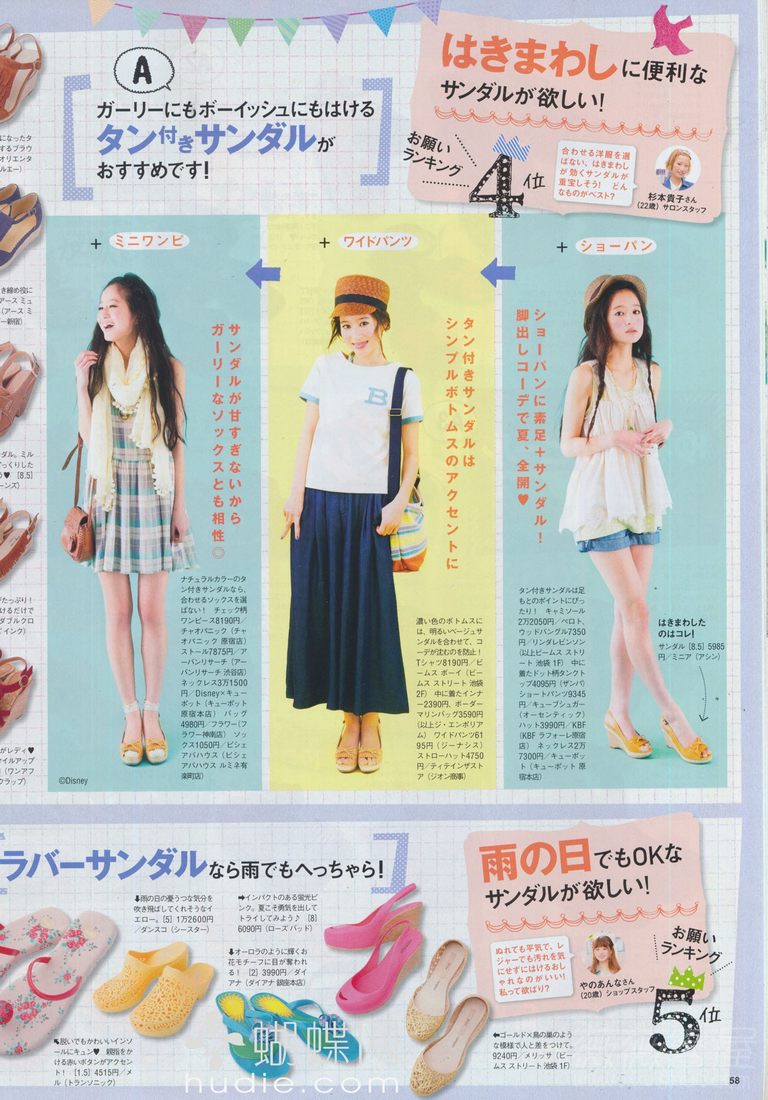 はきまわしに便利な
サンダルが欲しい!
お願い
ランキング
4位
合わせる洋服を選
ばない、はきまわし
が効くサンダルが
重宝しそう! どん
なものがベスト?
杉本貴子さん
(22歳)サロンスタッフ
A
ガーリーにもボーイッシュにもはける
タン付きサンダルが
おすすめです!
+ ショーパン
ショーパンに素足+サンダル!
脚出しコーデで夏、全開♥
タン付きサンダルは足
もとのポイントにぴっ
たり! キャミソール
2万2050円/ベロト、
ウッドバングル7350
円/リンダレビンソン
(以上ビームス ストリー
ト 池袋 1F) 中に
着たドット柄タンクト
ップ4095円(ザンパ)
ショートパンツ9345
円/キューブシュガー
(オーセンティック)
ハット3990円/KBF
(KBF ラフォーレ原宿
店) ネックレス2万
7300円/キューポッ
ト(キューポット 原
宿本店)
はきまわした
のはコレ!
サンダル [8.5] 5985
円/ミニア(アシン)
+ ワイドパンツ
タン付きサンダルは
シンプルボトムスのアクセントに
濃い色のボトムスに
は、明るいベージュサ
ンダルを合わせて、コ
ーデが沈むのを防止!
Tシャツ8190円/ビ
ームス ボーイ(ビー
ムス ストリート 池袋
2F) 中に着たインナ
ー2390円、ボーダー
マリンバッグ3590円
(以上ジ・エンポリア
ム) ワイドパンツ61
95円(ジーナシス)
ストローハット4750
円/ティテインザスト
ア(ジオン商事)
+ ミニワンピ
サンダルが甘すぎないから
ガーリーなソックスとも相性◎
ナチュラルカラーのタ
ン付きサンダルなら、
合わせるソックスを選
ばない! チェック柄
ワンピース8190円/
チャオパニック(チャ
オパニック 原宿店)
ストール7875円/ア
ーバンリサーチ(アー
バンリサーチ 渋谷店)
ネックレス3万1500
円/Disney×キュー
ポット(キューポット
原宿本店) バッグ
4980円/フラワー(フ
ラワー神南店) ソッ
クス1050円/ビシェ
アバハウス(ビシェ
アバハウス ルミネ有
楽町店)
©Disney
雨の日でもOKな
サンダルが欲しい!
お願い
ランキング
5位
ぬれても平気で、レ
ジャーでも汚れを気
にせずにはけるおし
ゃれなのがいい!
私って欲ばり?
やのあんなさん
(20歳)ショップスタッフ
ラバーサンダルなら雨でもへっちゃら!
⬇雨の日の憂うつな気分を
吹き飛ばしてくれそうなイ
エロー。[5] 1万2600円
/ダンスコ(シースター)
➡インパクトのある蛍光ピ
ンク。夏こそ勇気を出して
トライしてみよう♪ [8]
6090円(ローズ バッド)
⬇オーロラのように輝くお
花モチーフに目が奪われ
る! [2] 3990円/ダイ
アナ(ダイアナ 銀座本店)
脱いでもかわいいインソ
ールにキュン♥ 親指をか
ける赤いボタンがアクセン
ト! [1.5] 4515円/メ
ル(トランソニック)
⬅ゴールド×鳥の巣のよう
な模様で人と差をつけて。
9240円/メリッサ(ビー
ムス ストリート 池袋 1F)
蝴蝶
hudie.com
58